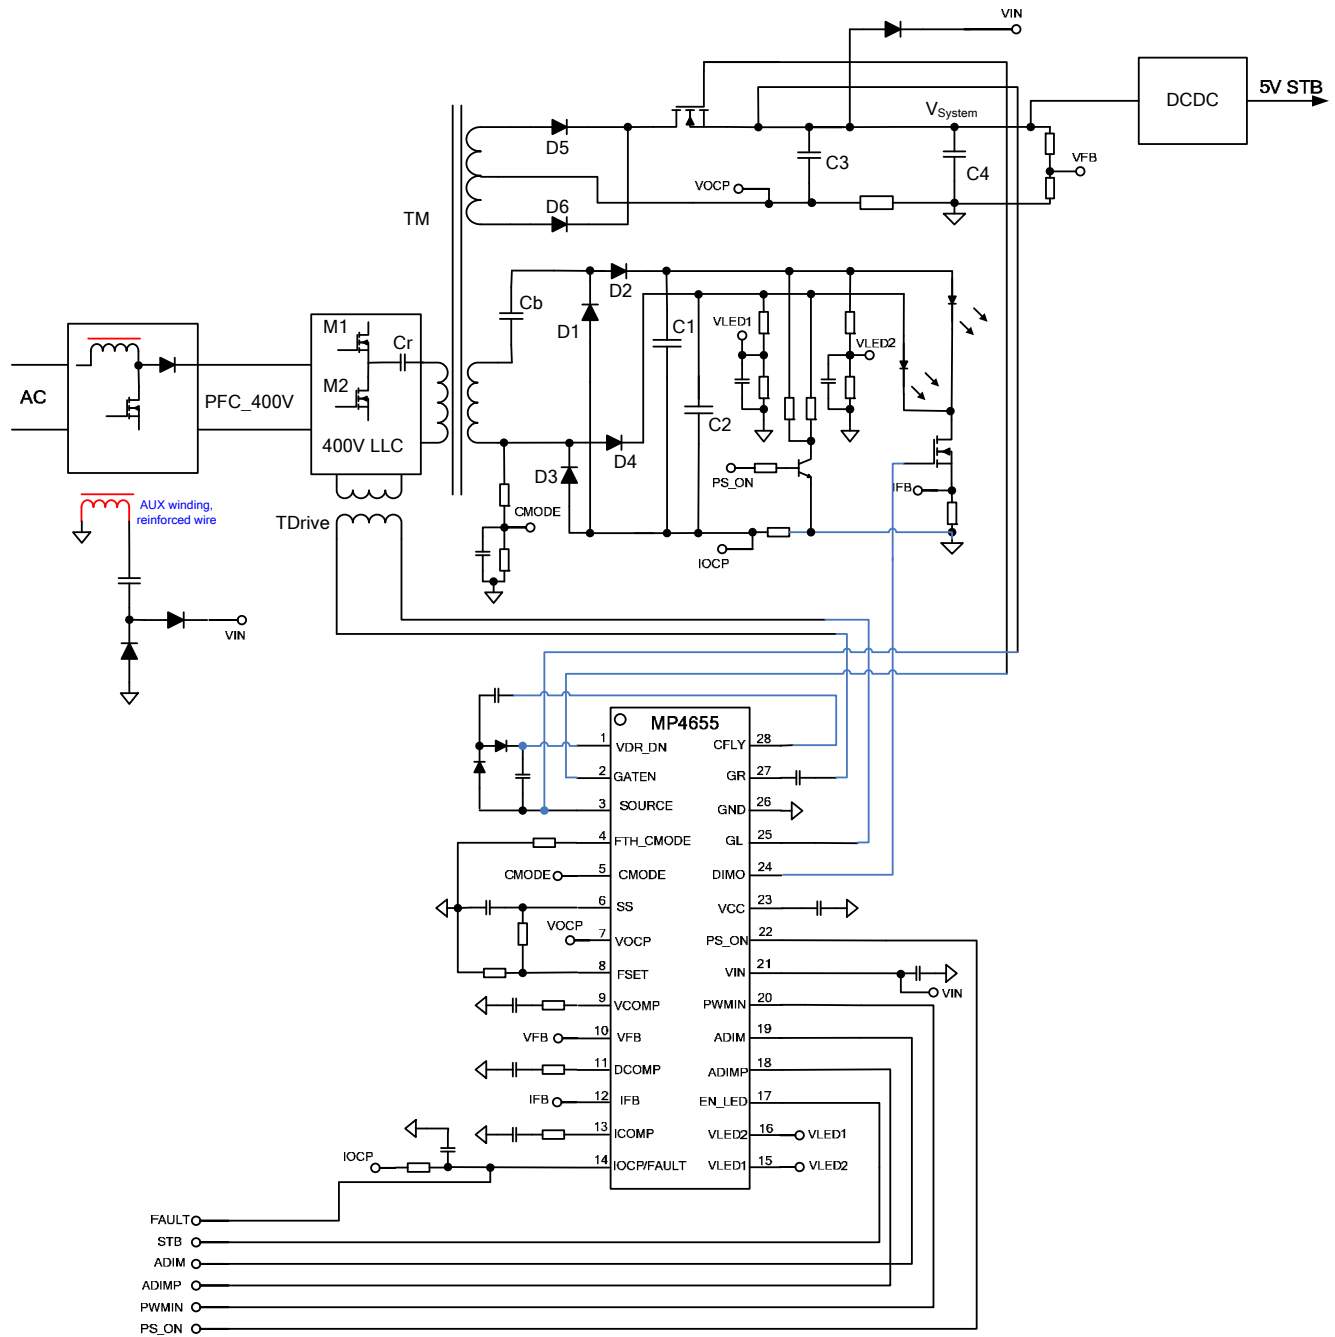 VIN
5V STB
DCDC
VSystem
D5
C3
C4
VFB
VOCP
D6
TM
D2
Cb
D1
C1
VLED1
VLED2
M1
Cr
M2
AC
PFC_400V
400V LLC
C2
D4
D3
PS_ON
IFB
AUX winding,
reinforced wire
TDrive
CMODE
IOCP
VIN
MP4655
1 VDR_DN CFLY 28
2 GATEN GR 27
3 SOURCE GND 26
4 FTH_CMODE GL 25
CMODE 5 CMODE DIMO 24
6 SS VCC 23
VOCP 7 VOCP PS_ON 22
8 FSET VIN 21
VIN
9 VCOMP PWMIN 20
VFB 10 VFB ADIM 19
11 DCOMP ADIMP 18
IFB 12 IFB EN_LED 17
13 ICOMP VLED2 16 VLED1
IOCP 14 IOCP/FAULT VLED1 15 VLED2
FAULT
STB
ADIM
ADIMP
PWMIN
PS_ON